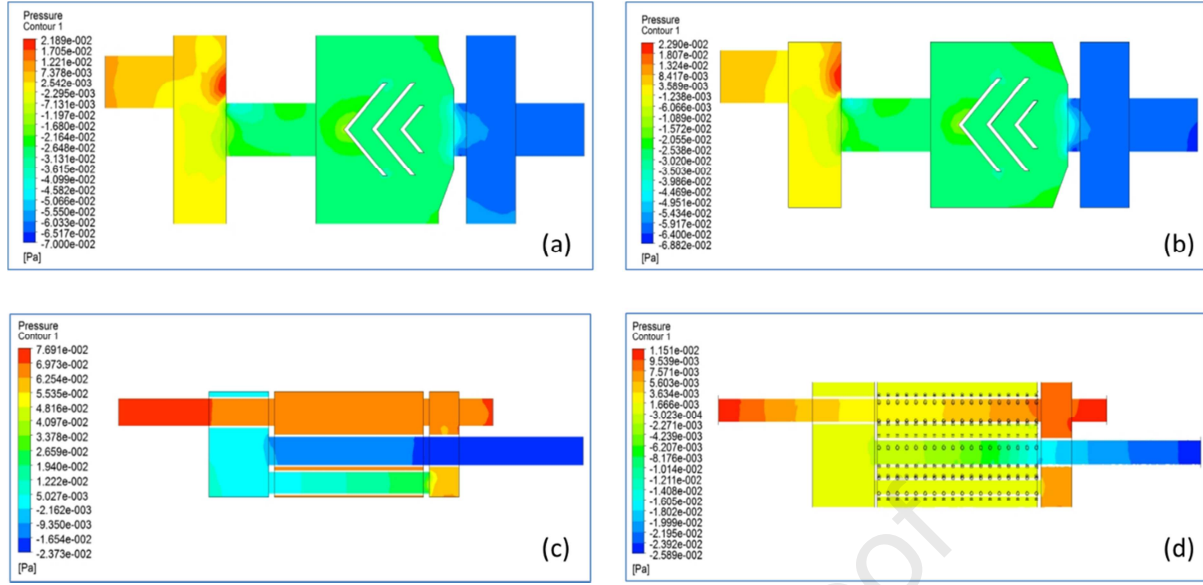 Pressure
Contour 1
2.189e-002
1.705e-002
1.221e-002
7.378e-003
2.542e-003
-2.295e-003
-7.131e-003
-1.197e-002
-1.680e-002
-2.164e-002
-2.648e-002
-3.131e-002
-3.615e-002
-4.099e-002
-4.582e-002
-5.066e-002
-5.550e-002
-6.033e-002
-6.517e-002
-7.000e-002
[Pa]
(a)
Pressure
Contour 1
2.290e-002
1.807e-002
1.324e-002
8.417e-003
3.589e-003
-1.238e-003
-6.066e-003
-1.089e-002
-1.572e-002
-2.055e-002
-2.538e-002
-3.020e-002
-3.503e-002
-3.986e-002
-4.469e-002
-4.951e-002
-5.434e-002
-5.917e-002
-6.400e-002
-6.882e-002
[Pa]
(b)
Pressure
Contour 1
7.691e-002
6.973e-002
6.254e-002
5.535e-002
4.816e-002
4.097e-002
3.378e-002
2.659e-002
1.940e-002
1.222e-002
5.027e-003
-2.162e-003
-9.350e-003
-1.654e-002
-2.373e-002
[Pa]
(c)
Pressure
Contour 1
1.151e-002
9.539e-003
7.571e-003
5.603e-003
3.634e-003
1.666e-003
-3.023e-004
-2.271e-003
-4.239e-003
-6.207e-003
-8.176e-003
-1.014e-002
-1.211e-002
-1.408e-002
-1.605e-002
-1.802e-002
-1.999e-002
-2.195e-002
-2.392e-002
-2.589e-002
[Pa]
(d)